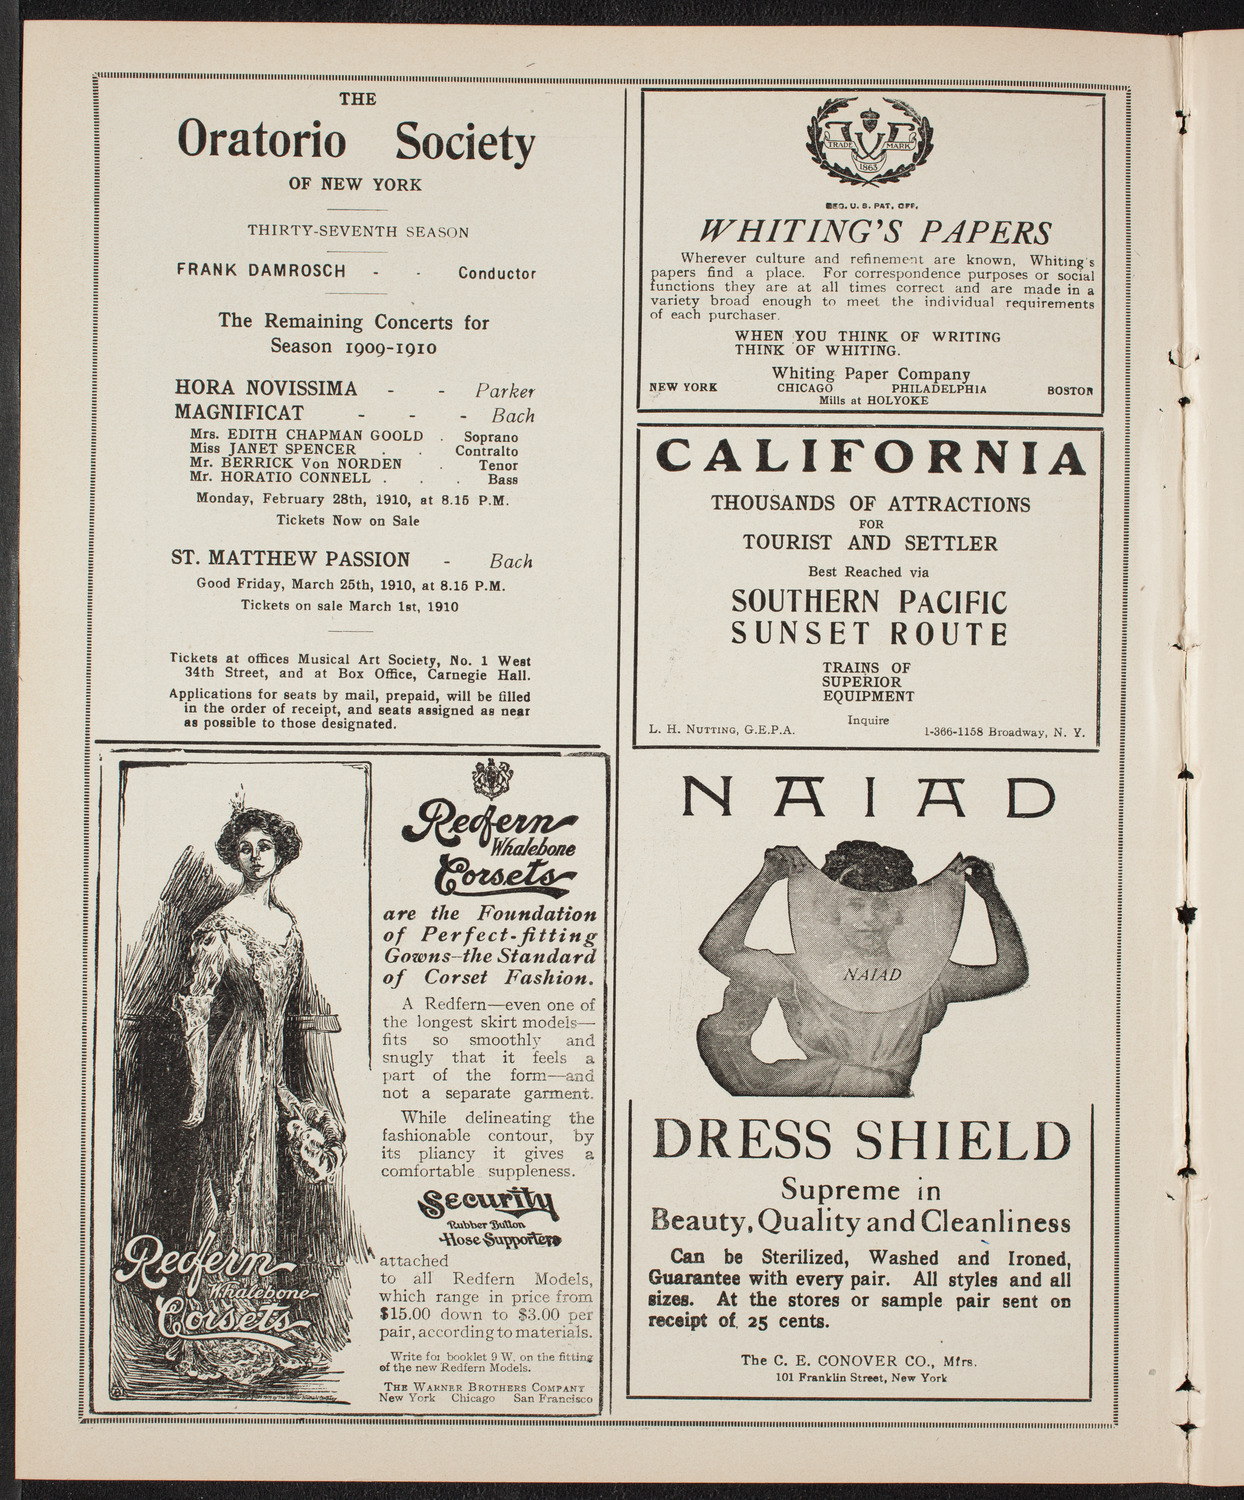 THE
Oratorio Society
OF NEW YORK
THIRTY-SEVENTH SEASON
FRANK DAMROSCH - - Conductor
The Remaining Concerts for
Season 1909-1910
HORA NOVISSIMA - - Parker
MAGNIFICAT - - - Bach
Mrs. EDITH CHAPMAN GOOLD . Soprano
Miss JANET SPENCER . . Contralto
Mr. BERRICK Von NORDEN . Tenor
Mr. HORATIO CONNELL . . . Bass
Monday, February 28th, 1910, at 8.15 P.M.
Tickets Now on Sale
ST. MATTHEW PASSION - Bach
Good Friday, March 25th, 1910, at 8.15 P.M.
Tickets on sale March 1st, 1910
Tickets at offices Musical Art Society, No. 1 West
34th Street, and at Box Office, Carnegie Hall.
Applications for seats by mail, prepaid, will be filled
in the order of receipt, and seats assigned as near
as possible to those designated.
Redfern
Whalebone
Corsets
Redfern
Whalebone
Corsets
are the Foundation
of Perfect-fitting
Gowns—the Standard
of Corset Fashion.
A Redfern—even one of
the longest skirt models—
fits so smoothly and
snugly that it feels a
part of the form—and
not a separate garment.
While delineating the
fashionable contour, by
its pliancy it gives a
comfortable suppleness.
Security
Rubber Button
Hose Supporters
attached
to all Redfern Models,
which range in price from
$15.00 down to $3.00 per
pair, according to materials.
Write for booklet 9 W, on the fitting
of the new Redfern Models.
THE WARNER BROTHERS COMPANY
New York Chicago San Francisco
TRADE MARK
1865
REG. U. S. PAT. OFF.
WHITING'S PAPERS
Wherever culture and refinement are known, Whiting's
papers find a place. For correspondence purposes or social
functions they are at all times correct and are made in a
variety broad enough to meet the individual requirements
of each purchaser.
WHEN YOU THINK OF WRITING
THINK OF WHITING.
Whiting Paper Company
NEW YORK CHICAGO PHILADELPHIA BOSTON
Mills at HOLYOKE
CALIFORNIA
THOUSANDS OF ATTRACTIONS
FOR
TOURIST AND SETTLER
Best Reached via
SOUTHERN PACIFIC
SUNSET ROUTE
TRAINS OF
SUPERIOR
EQUIPMENT
Inquire
L. H. NUTTING, G.E.P.A. 1-366-1158 Broadway, N. Y.
NAIAD
NAIAD
DRESS SHIELD
Supreme in
Beauty, Quality and Cleanliness
Can be Sterilized, Washed and Ironed,
Guarantee with every pair. All styles and all
sizes. At the stores or sample pair sent on
receipt of 25 cents.
The C. E. CONOVER CO., Mfrs.
101 Franklin Street, New York